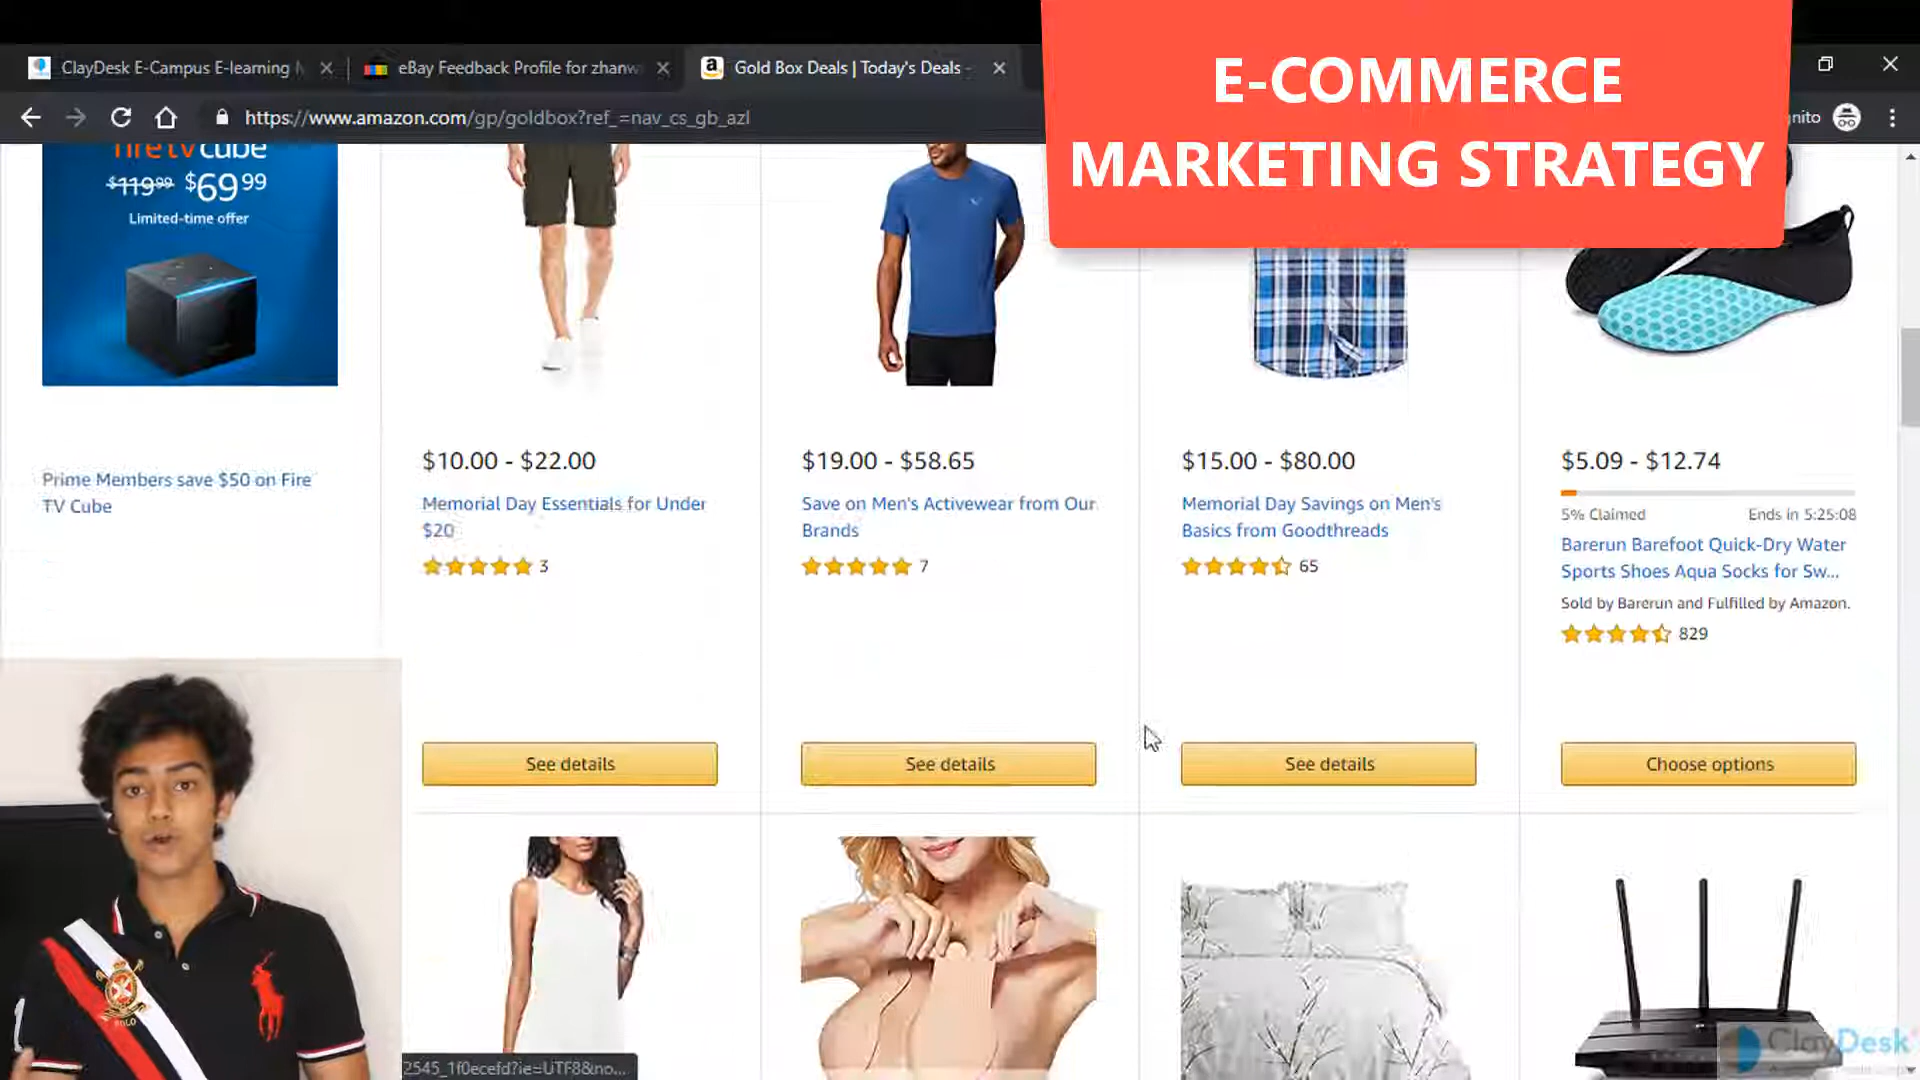 E-COMMERCE
MARKETING STRATEGY
ClayDesk E-Campus E-learning
eBay Feedback Profile for zhanw
Gold Box Deals | Today's Deals -
https://www.amazon.com/gp/goldbox?ref_=nav_cs_gb_azl
nito
fire tv cube
$119.99 $69.99
Limited-time offer
Prime Members save $50 on Fire
TV Cube
$10.00 - $22.00
Memorial Day Essentials for Under
$20
3
See details
$19.00 - $58.65
Save on Men's Activewear from Our
Brands
7
See details
$15.00 - $80.00
Memorial Day Savings on Men's
Basics from Goodthreads
65
See details
$5.09 - $12.74
5% Claimed
Ends in 5:25:08
Barerun Barefoot Quick-Dry Water
Sports Shoes Aqua Socks for Sw...
Sold by Barerun and Fulfilled by Amazon.
829
Choose options
POLO
2545_1f0ecefd?ie=UTF8&no...
ClayDesk